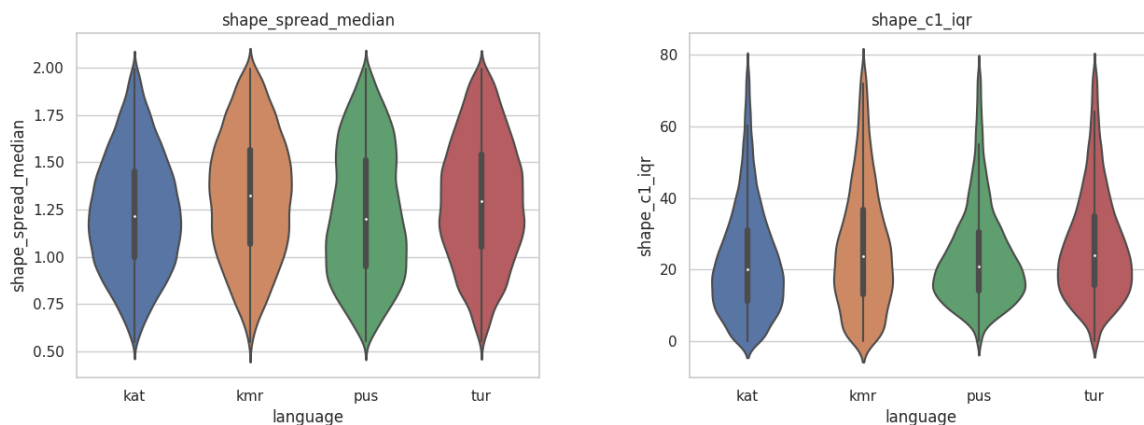 shape_spread_median
shape_spread_median
2.00
1.75
1.50
1.25
1.00
0.75
0.50
kat kmr pus tur
language
shape_c1_iqr
shape_c1_iqr
80
60
40
20
0
kat kmr pus tur
language